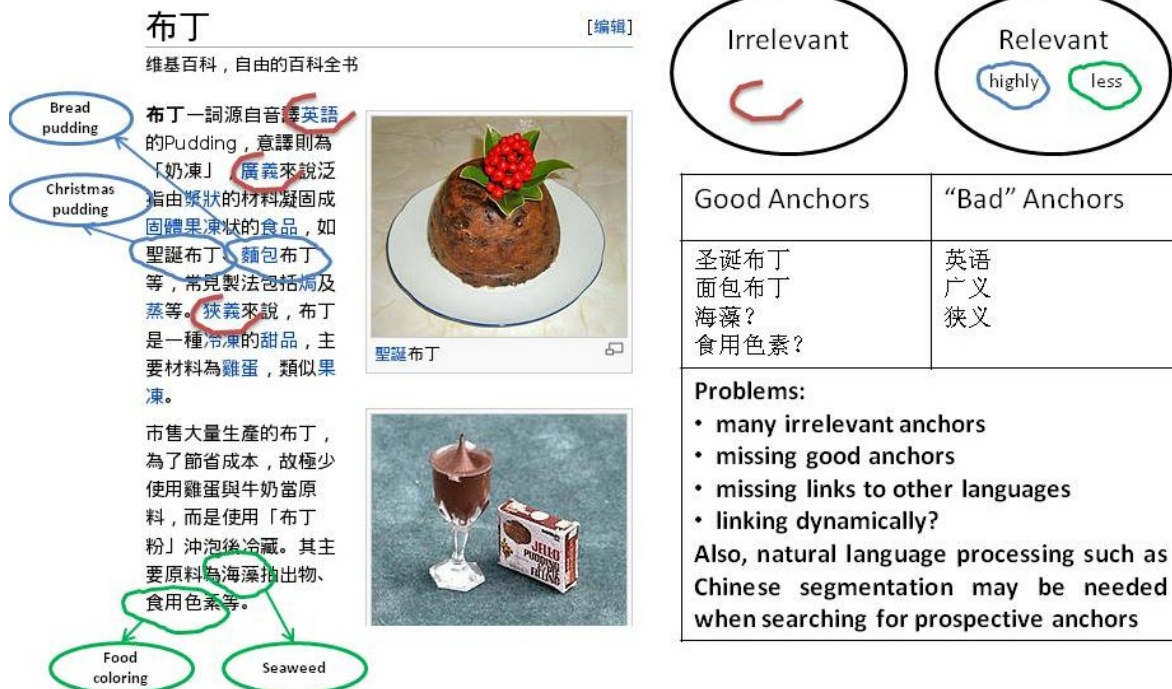 布丁
[编辑]
维基百科，自由的百科全书
布丁一詞源自音譯英語
的Pudding，意譯則為
「奶凍」，廣義來說泛
指由漿狀的材料凝固成
固體果凍状的食品，如
聖誕布丁、麵包布丁
等，常見製法包括焗及
蒸等。狹義來說，布丁
是一種冷凍的甜品，主
要材料為雞蛋，類似果
凍。
市售大量生產的布丁，
為了節省成本，故極少
使用雞蛋與牛奶當原
料，而是使用「布丁
粉」沖泡後冷藏。其主
要原料為海藻抽出物、
食用色素等。
Bread
pudding
Christmas
pudding
Food
coloring
Seaweed
聖誕布丁
JELLO
PUDDING
FILLING
Irrelevant
Relevant
highly
less
Good Anchors
"Bad" Anchors
圣诞布丁
面包布丁
海藻？
食用色素？
英语
广义
狭义
Problems:
• many irrelevant anchors
• missing good anchors
• missing links to other languages
• linking dynamically?
Also, natural language processing such as
Chinese segmentation may be needed
when searching for prospective anchors